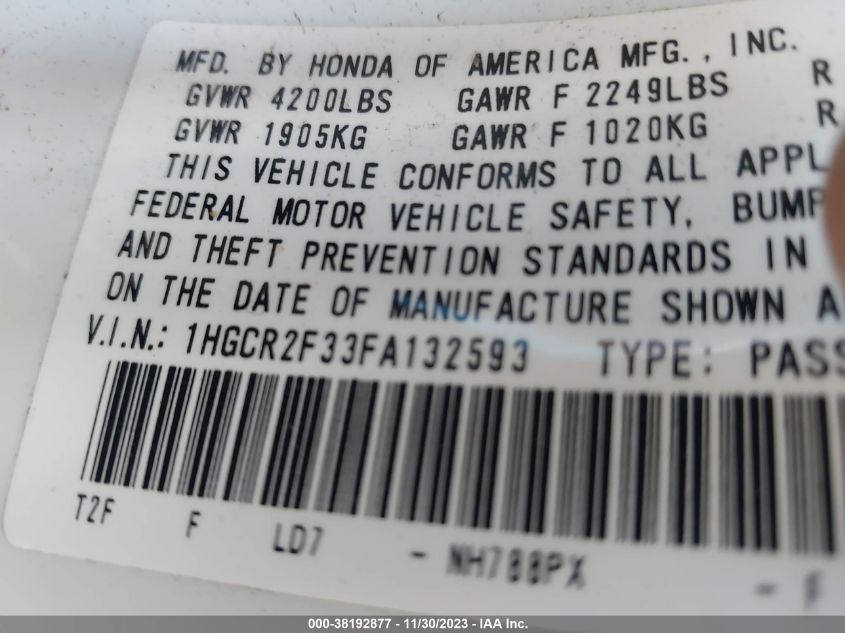 MFD. BY HONDA OF AMERICA MFG., INC.
GVWR 4200LBS GAWR F 2249LBS R
GVWR 1905KG GAWR F 1020KG R
THIS VEHICLE CONFORMS TO ALL APPL
FEDERAL MOTOR VEHICLE SAFETY, BUMP
AND THEFT PREVENTION STANDARDS IN
ON THE DATE OF MANUFACTURE SHOWN A
V.I.N.: 1HGCR2F33FA132593 TYPE: PASS
T2F F LD7 - NH788PX - F
000-38192877 - 11/30/2023 - IAA Inc.